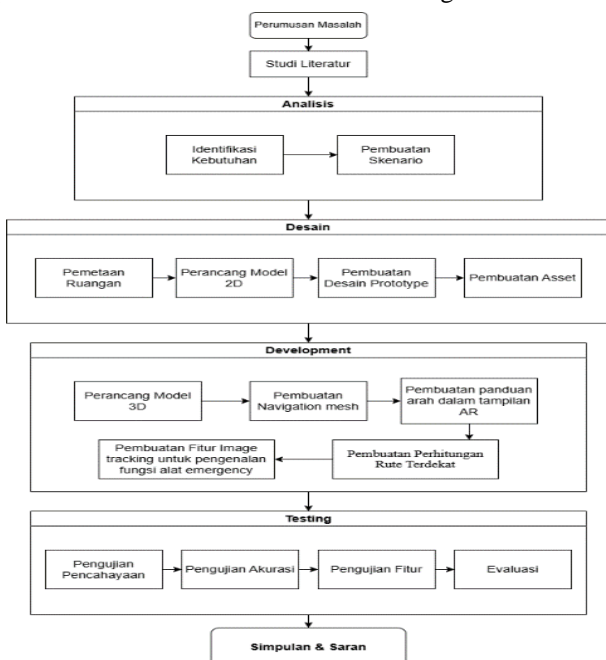 Perumusan Masalah
Studi Literatur
Analisis
Identifikasi
Kebutuhan
Pembuatan
Skenario
Desain
Pemetaan
Ruangan
Perancang Model
2D
Pembuatan
Desain Prototype
Pembuatan Asset
Development
Perancang Model
3D
Pembuatan
Navigation mesh
Pembuatan panduan
arah dalam tampilan
AR
Pembuatan Fitur Image
tracking untuk pengenalan
fungsi alat emergency
Pembuatan Perhitungan
Rute Terdekat
Testing
Pengujian
Pencahayaan
Pengujian Akurasi
Pengujian Fitur
Evaluasi
Simpulan & Saran